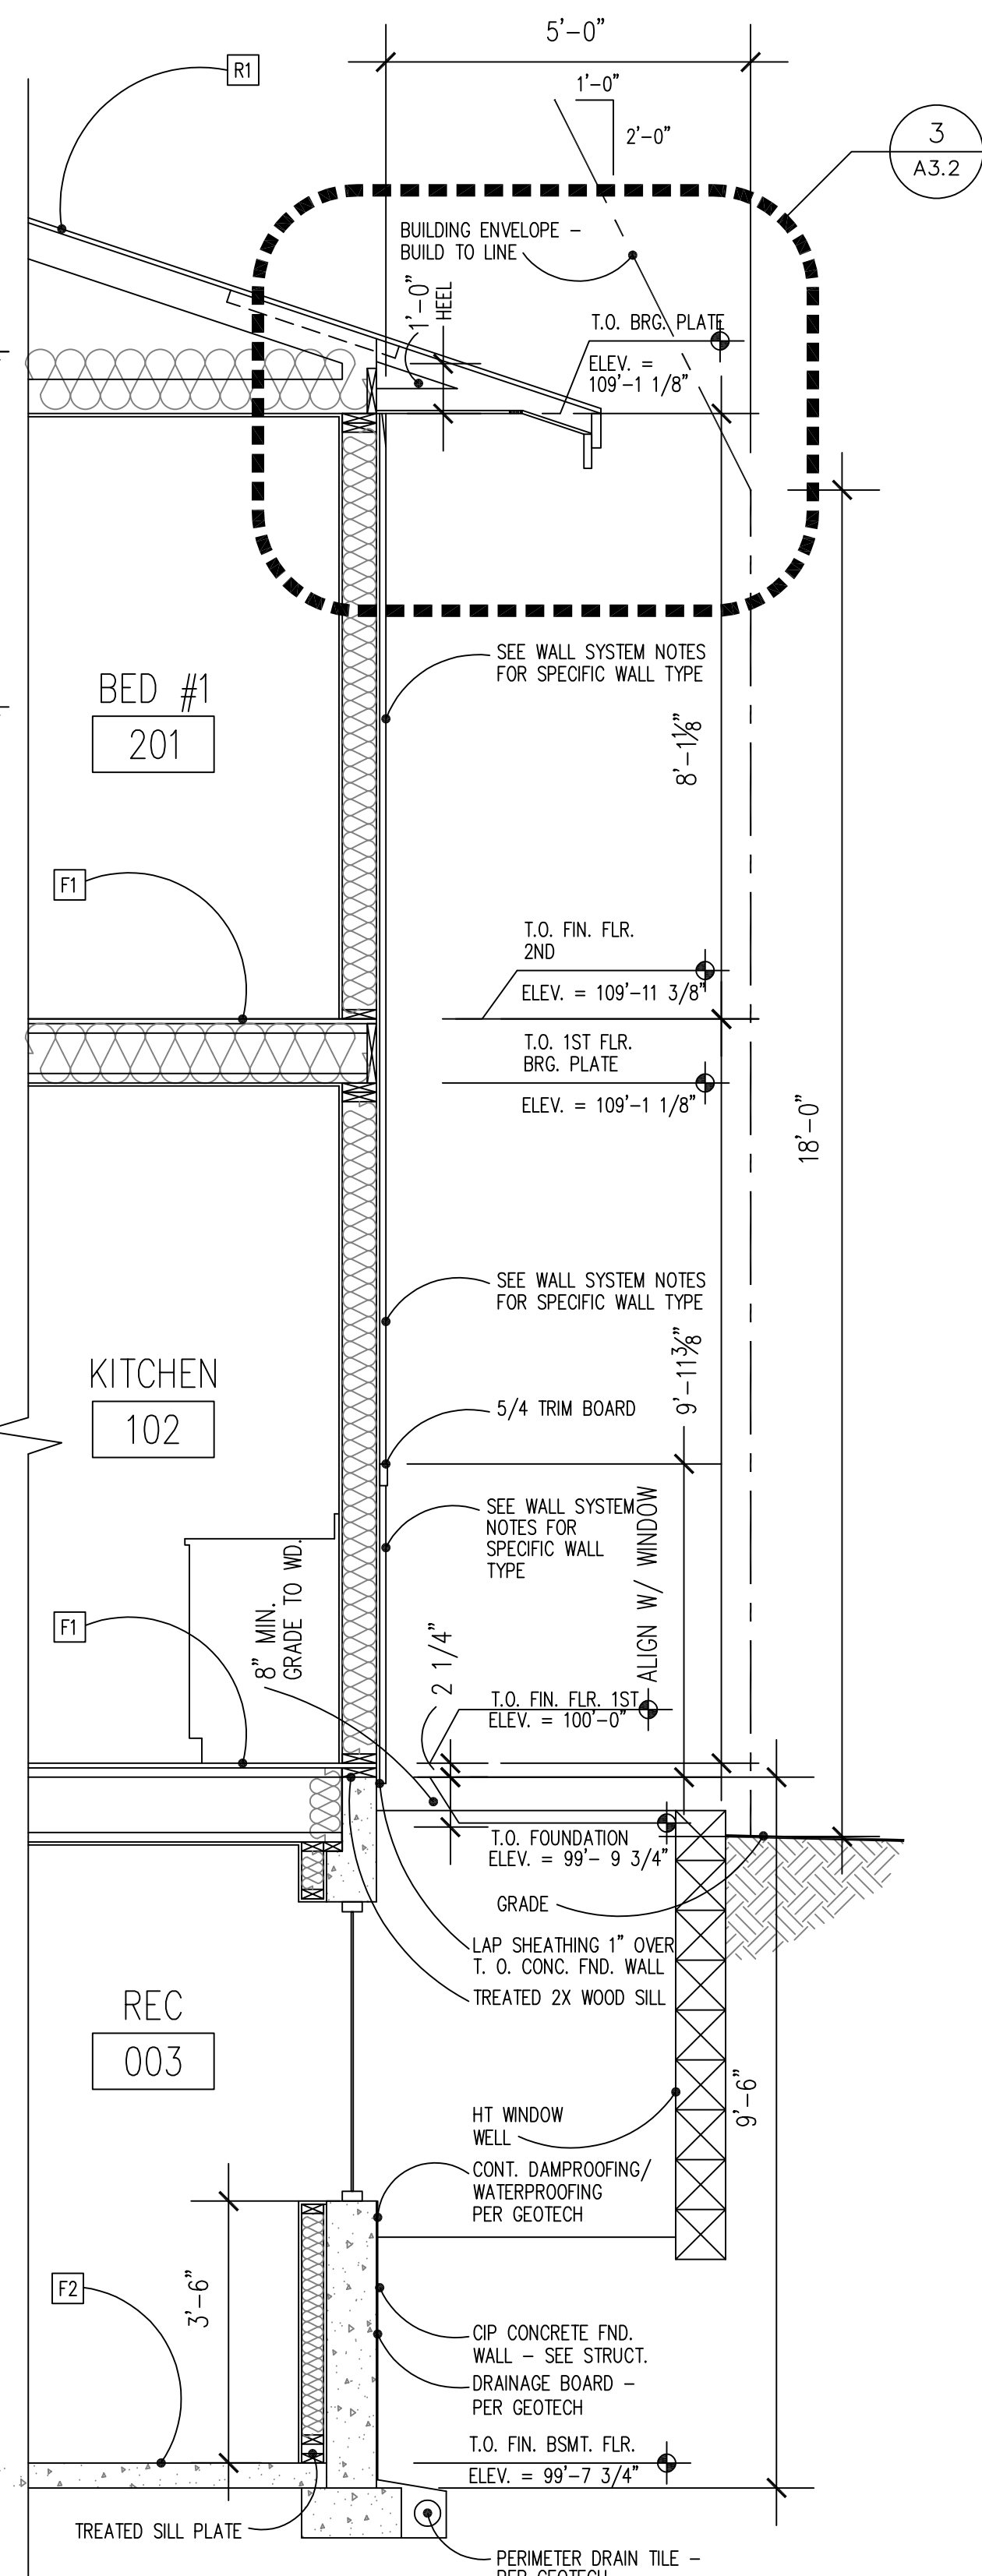 5'-0"
R1
1'-0"
2'-0"
3
A3.2
BUILDING ENVELOPE -
BUILD TO LINE
1'-0"
HEEL
T.O. BRG. PLATE
ELEV. =
109'-1 1/8"
SEE WALL SYSTEM NOTES
FOR SPECIFIC WALL TYPE
BED #1
201
8'-1 1/8"
F1
T.O. FIN. FLR.
2ND
ELEV. = 109'-11 3/8"
T.O. 1ST FLR.
BRG. PLATE
ELEV. = 109'-1 1/8"
18'-0"
SEE WALL SYSTEM NOTES
FOR SPECIFIC WALL TYPE
9'-11 3/8"
KITCHEN
102
5/4 TRIM BOARD
SEE WALL SYSTEM
NOTES FOR
SPECIFIC WALL
TYPE
ALIGN W/ WINDOW
8" MIN.
GRADE TO WD.
F1
2 1/4"
T.O. FIN. FLR. 1ST
ELEV. = 100'-0"
T.O. FOUNDATION
ELEV. = 99'- 9 3/4"
GRADE
LAP SHEATHING 1" OVER
T. O. CONC. FND. WALL
TREATED 2X WOOD SILL
REC
003
9'-6"
HT WINDOW
WELL
CONT. DAMPROOFING/
WATERPROOFING
PER GEOTECH
3'-6"
F2
CIP CONCRETE FND.
WALL - SEE STRUCT.
DRAINAGE BOARD -
PER GEOTECH
T.O. FIN. BSMT. FLR.
ELEV. = 99'-7 3/4"
TREATED SILL PLATE
PERIMETER DRAIN TILE -
PER GEOTECH